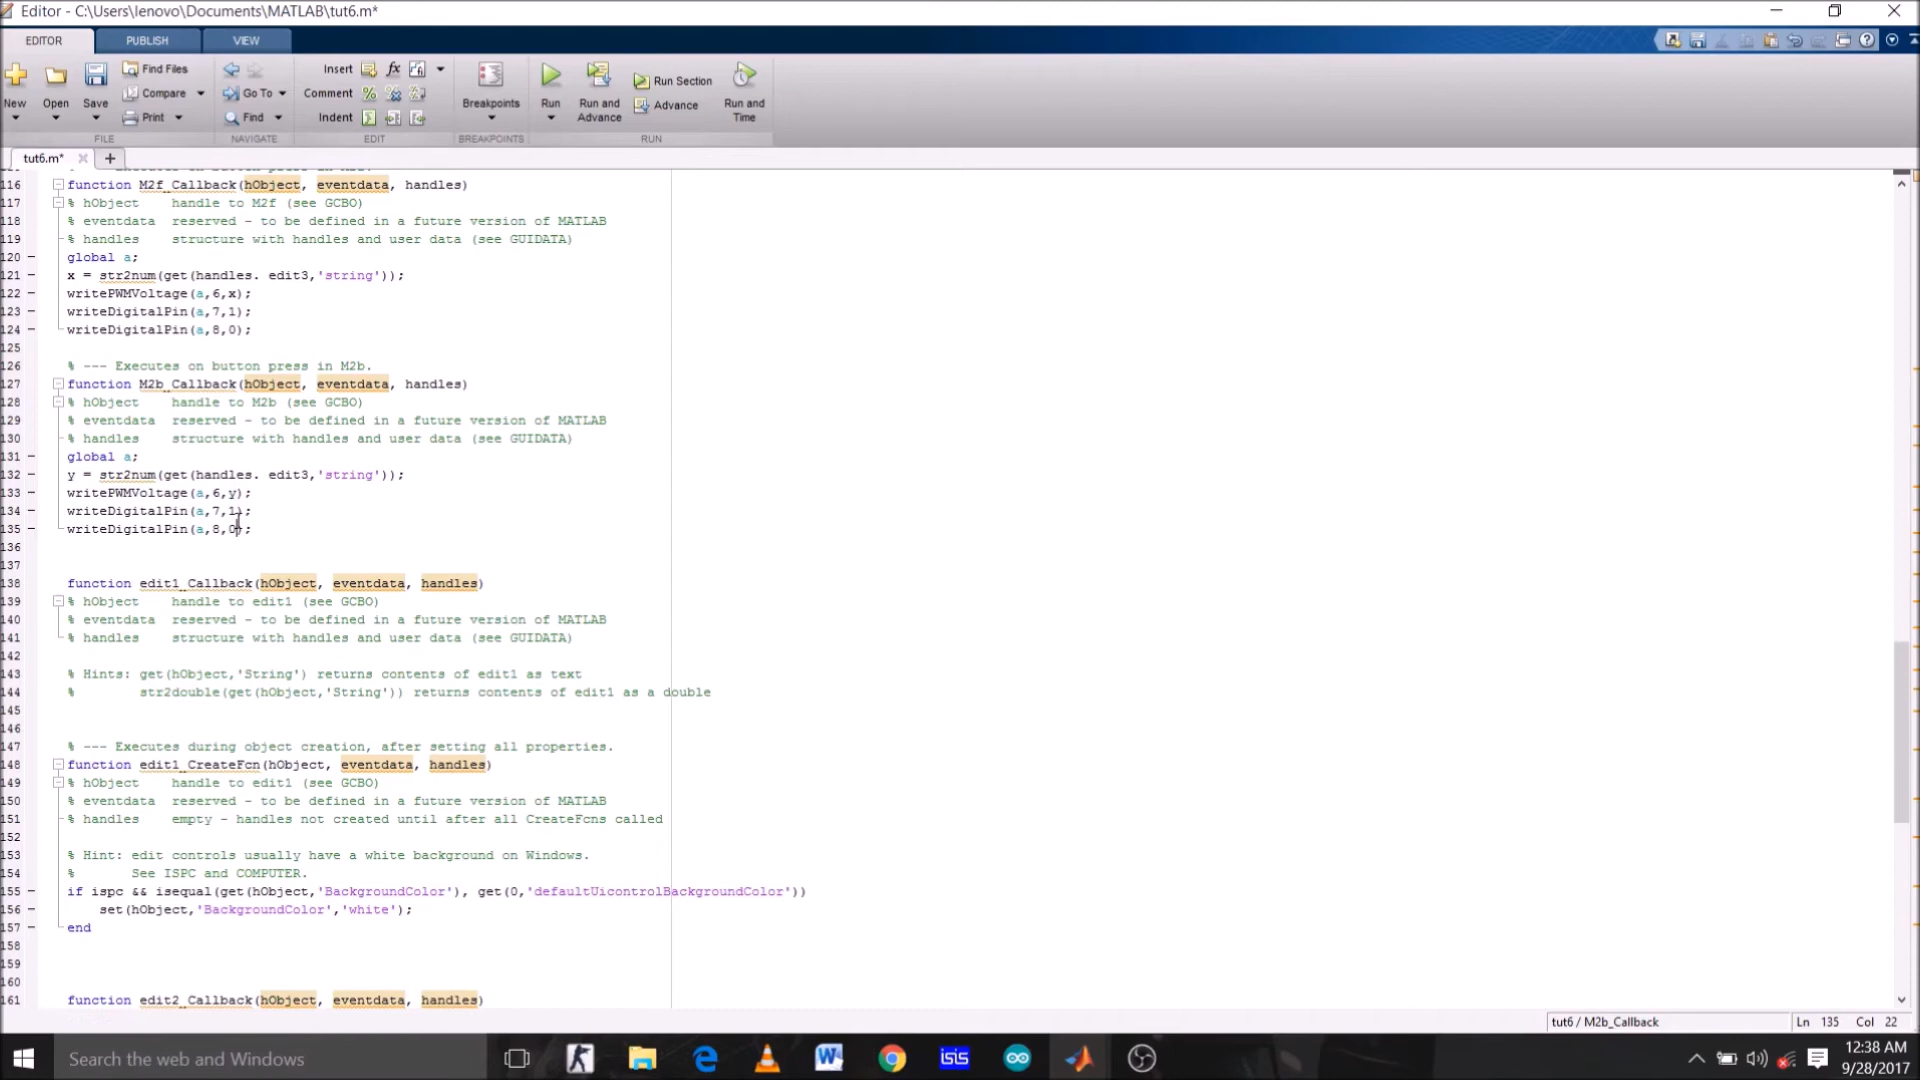 Editor - C:\Users\lenovo\Documents\MATLAB\tut6.m*
EDITOR PUBLISH VIEW
New Open Save Find Files Compare Print
FILE
Go To Find
NAVIGATE
Insert fx
Comment
Indent
EDIT
Breakpoints
BREAKPOINTS
Run Run and Advance Run Section Advance Run and Time
RUN
tut6.m*
116 function M2f_Callback(hObject, eventdata, handles)
117 % hObject    handle to M2f (see GCBO)
118 % eventdata  reserved - to be defined in a future version of MATLAB
119 % handles    structure with handles and user data (see GUIDATA)
120 global a;
121 x = str2num(get(handles. edit3,'string'));
122 writePWMVoltage(a,6,x);
123 writeDigitalPin(a,7,1);
124 writeDigitalPin(a,8,0);
125
126 % --- Executes on button press in M2b.
127 function M2b_Callback(hObject, eventdata, handles)
128 % hObject    handle to M2b (see GCBO)
129 % eventdata  reserved - to be defined in a future version of MATLAB
130 % handles    structure with handles and user data (see GUIDATA)
131 global a;
132 y = str2num(get(handles. edit3,'string'));
133 writePWMVoltage(a,6,y);
134 writeDigitalPin(a,7,1);
135 writeDigitalPin(a,8,0);
136
137
138 function edit1_Callback(hObject, eventdata, handles)
139 % hObject    handle to edit1 (see GCBO)
140 % eventdata  reserved - to be defined in a future version of MATLAB
141 % handles    structure with handles and user data (see GUIDATA)
142
143 % Hints: get(hObject,'String') returns contents of edit1 as text
144 %        str2double(get(hObject,'String')) returns contents of edit1 as a double
145
146
147 % --- Executes during object creation, after setting all properties.
148 function edit1_CreateFcn(hObject, eventdata, handles)
149 % hObject    handle to edit1 (see GCBO)
150 % eventdata  reserved - to be defined in a future version of MATLAB
151 % handles    empty - handles not created until after all CreateFcns called
152
153 % Hint: edit controls usually have a white background on Windows.
154 %       See ISPC and COMPUTER.
155 if ispc && isequal(get(hObject,'BackgroundColor'), get(0,'defaultUicontrolBackgroundColor'))
156     set(hObject,'BackgroundColor','white');
157 end
158
159
160
161 function edit2_Callback(hObject, eventdata, handles)
tut6 / M2b_Callback Ln 135 Col 22
Search the web and Windows
isis
12:38 AM
9/28/2017